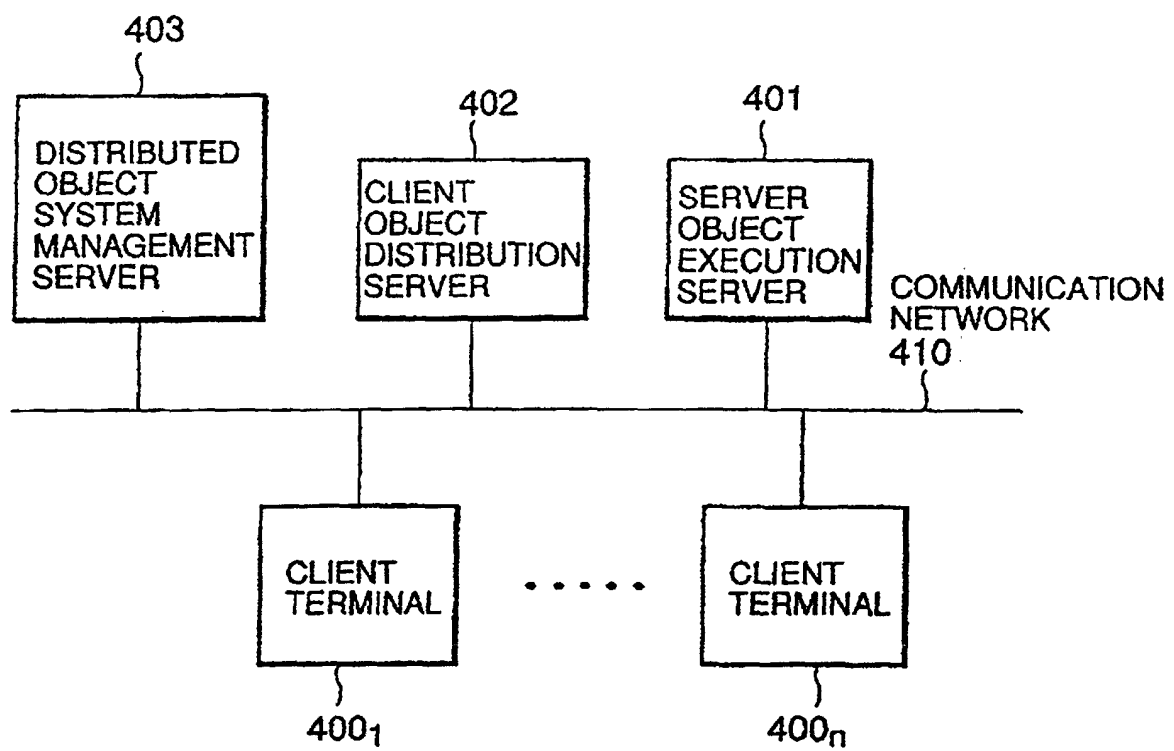 403
DISTRIBUTED
OBJECT
SYSTEM
MANAGEMENT
SERVER
402
CLIENT
OBJECT
DISTRIBUTION
SERVER
401
SERVER
OBJECT
EXECUTION
SERVER
COMMUNICATION
NETWORK
410
CLIENT
TERMINAL
400₁
.....
CLIENT
TERMINAL
400ₙ